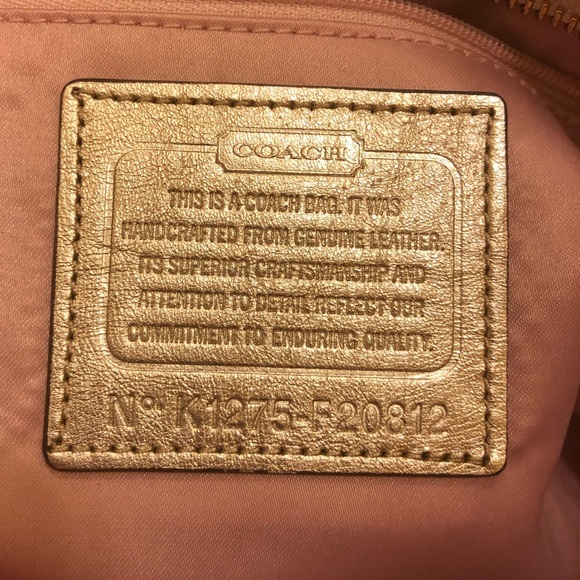 COACH
THIS IS A COACH BAG. IT WAS
HANDCRAFTED FROM GENUINE LEATHER.
ITS SUPERIOR CRAFTSMANSHIP AND
ATTENTION TO DETAIL REFLECT OUR
COMMITMENT TO ENDURING QUALITY.
Nº K1275-F20812